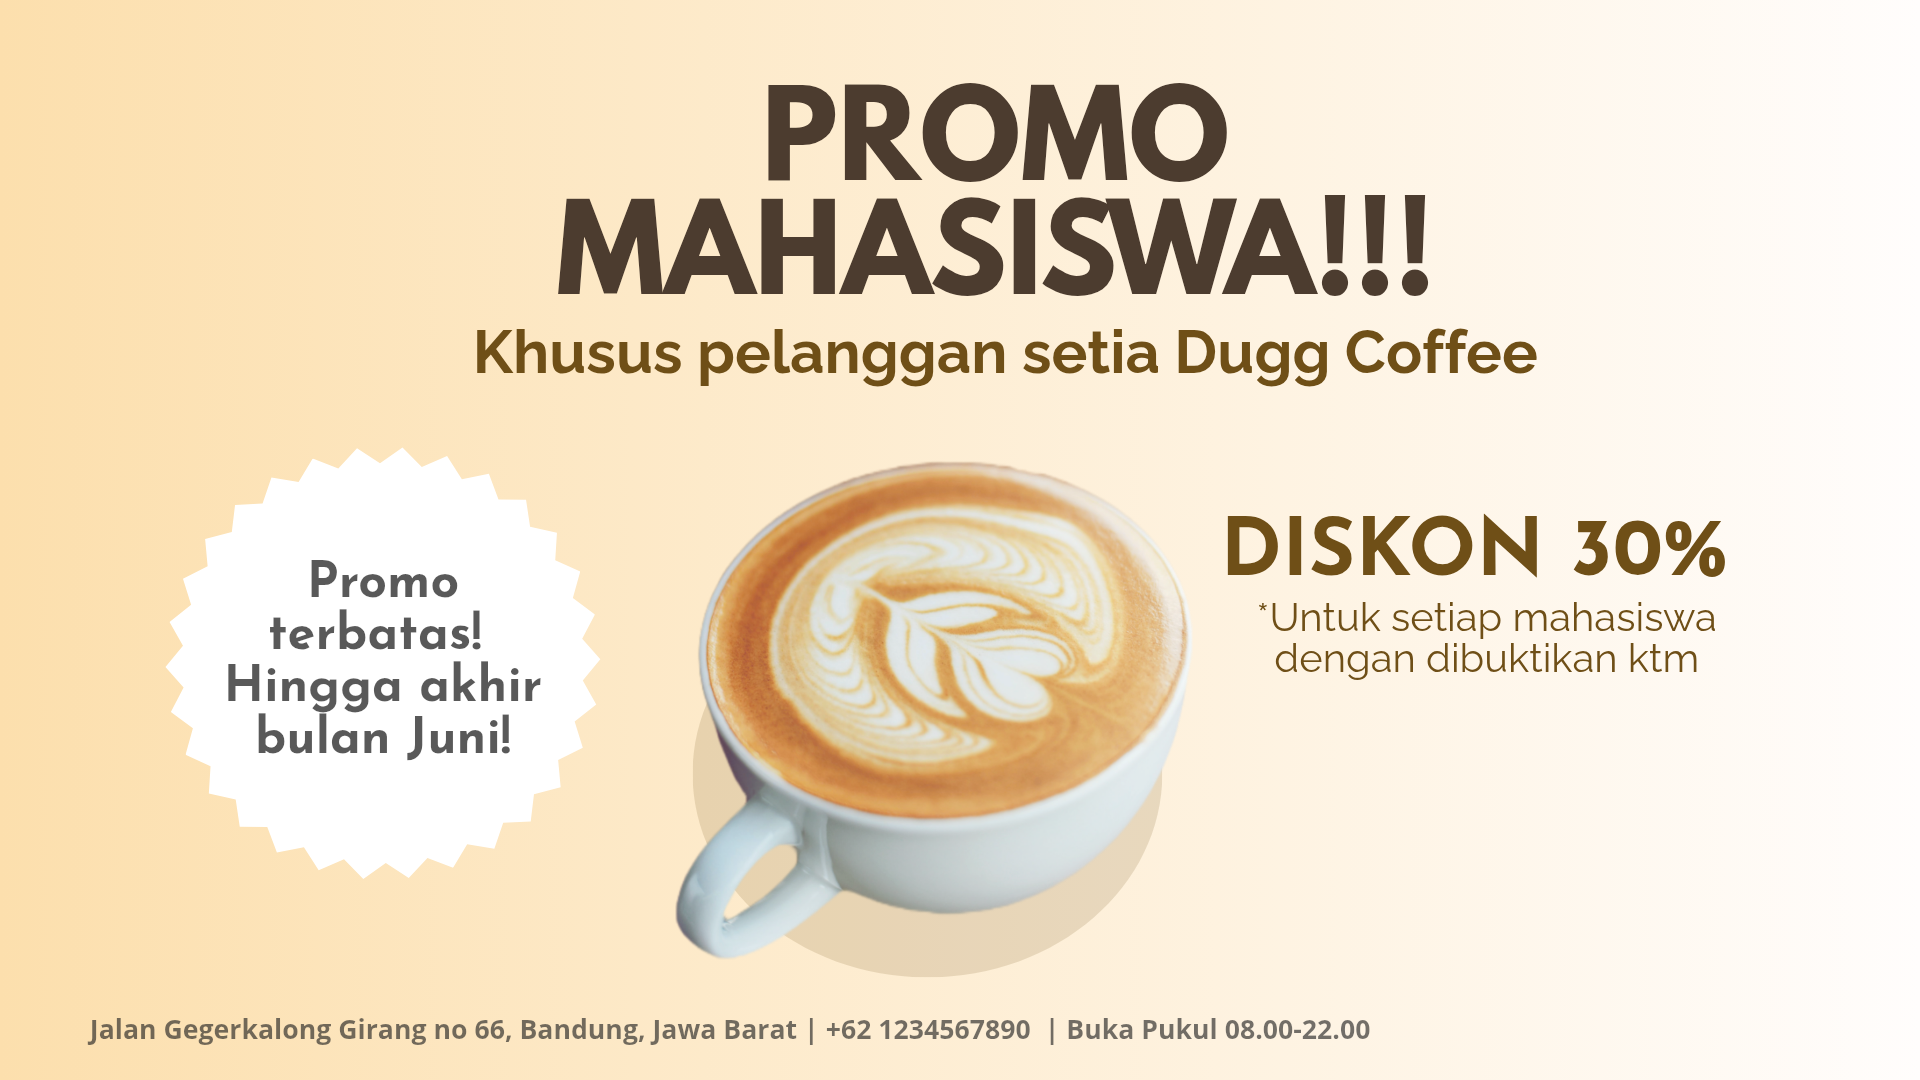 PROMO
MAHASISWA!!!
Khusus pelanggan setia Dugg Coffee
Promo
terbatas!
Hingga akhir
bulan Juni!
DISKON 30%
*Untuk setiap mahasiswa
dengan dibuktikan ktm
Jalan Gegerkalong Girang no 66, Bandung, Jawa Barat | +62 1234567890 | Buka Pukul 08.00-22.00